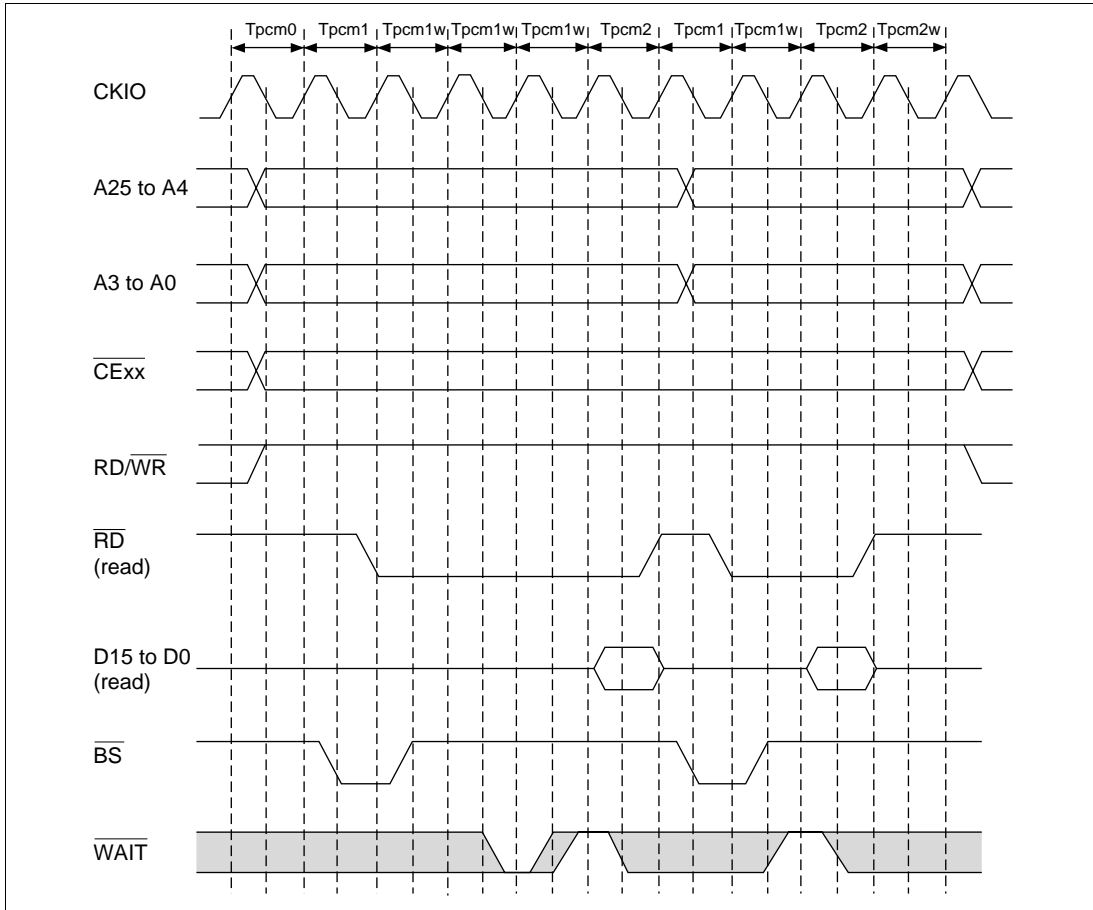 Tpcm0 Tpcm1 Tpcm1w Tpcm1w Tpcm1w Tpcm2 Tpcm1 Tpcm1w Tpcm2 Tpcm2w
CKIO
A25 to A4
A3 to A0
CExx
RD/WR
RD
(read)
D15 to D0
(read)
BS
WAIT